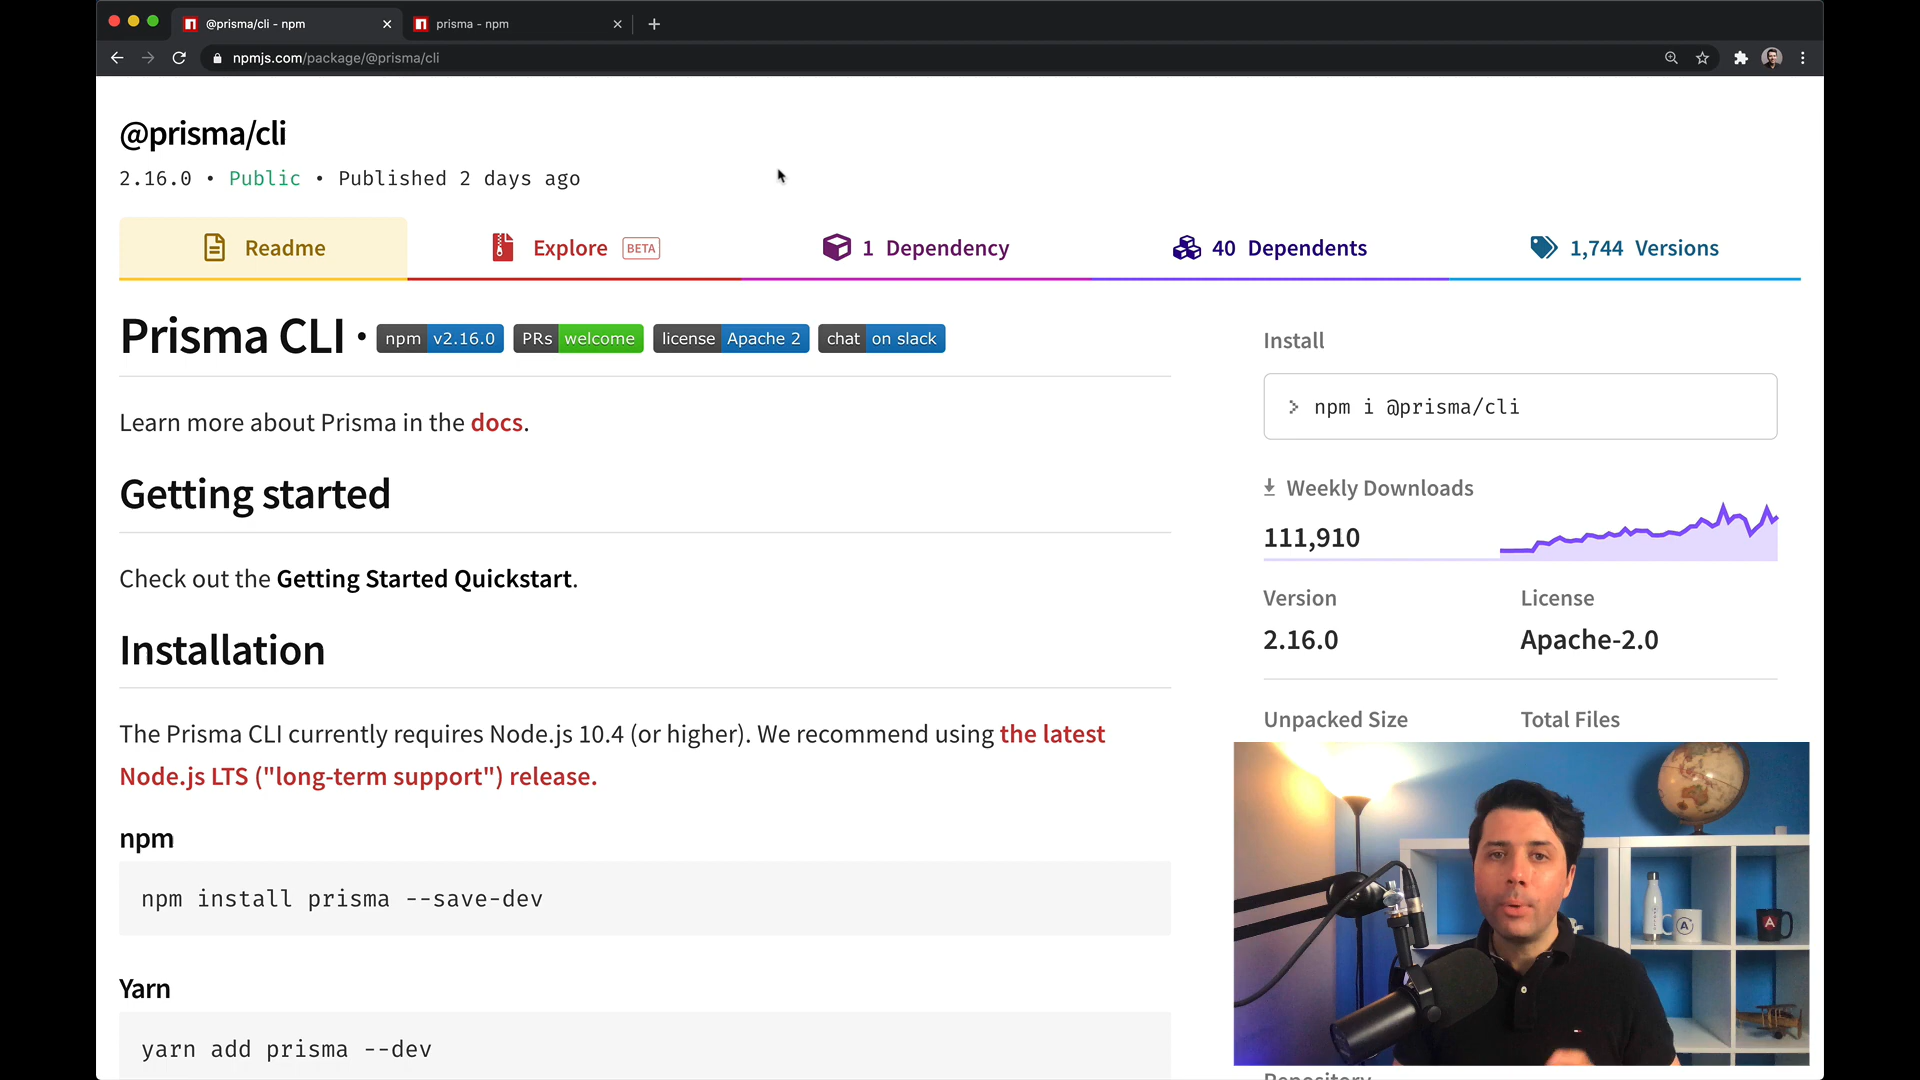 @prisma/cli - npm
prisma - npm
npmjs.com/package/@prisma/cli
@prisma/cli
2.16.0 • Public • Published 2 days ago
Readme
Explore BETA
1 Dependency
40 Dependents
1,744 Versions
Prisma CLI • npm v2.16.0 PRs welcome license Apache 2 chat on slack
Learn more about Prisma in the docs.
Getting started
Check out the Getting Started Quickstart.
Installation
The Prisma CLI currently requires Node.js 10.4 (or higher). We recommend using the latest
Node.js LTS ("long-term support") release.
npm
npm install prisma --save-dev
Yarn
yarn add prisma --dev
Install
> npm i @prisma/cli
Weekly Downloads
111,910
Version
License
2.16.0
Apache-2.0
Unpacked Size
Total Files
A
A
Repository